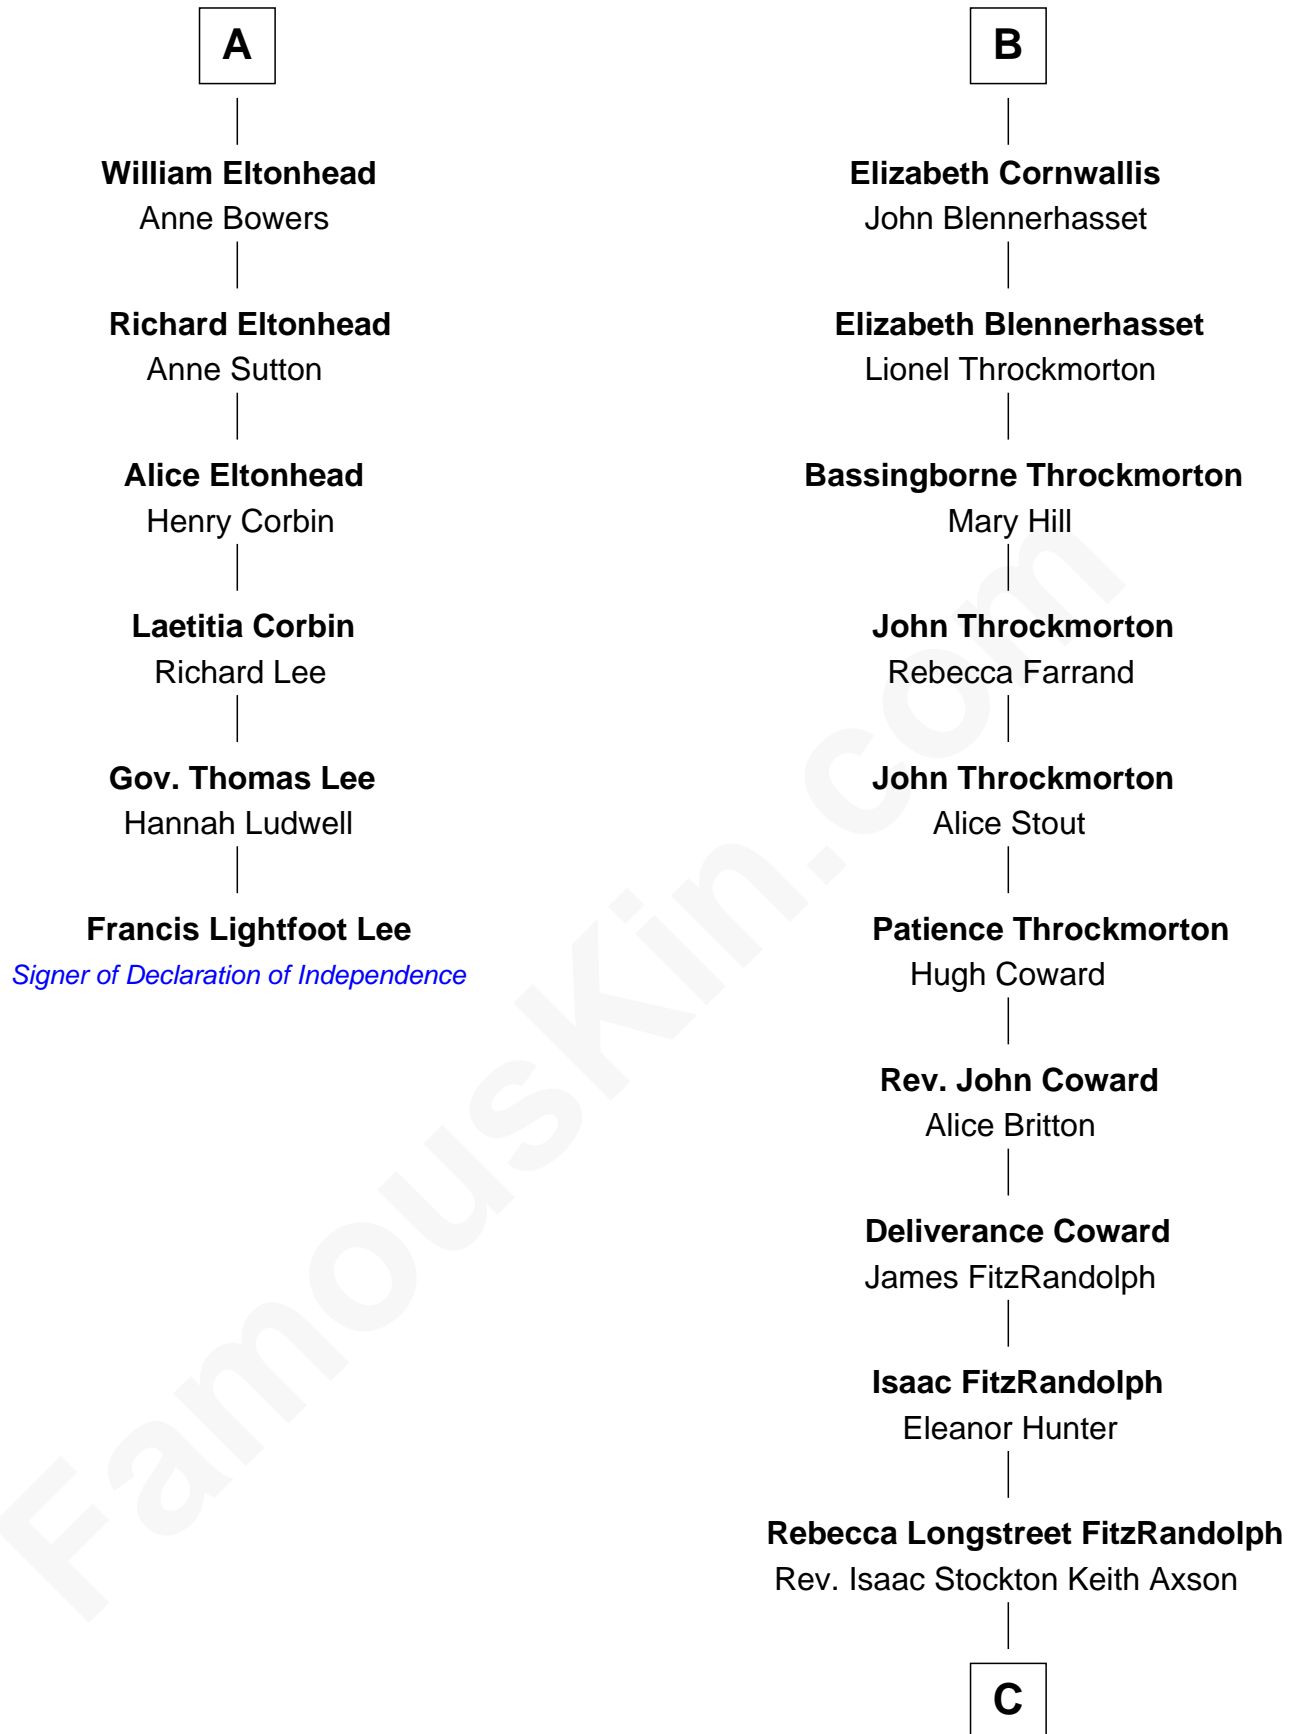 A
William Eltonhead
Anne Bowers
Richard Eltonhead
Anne Sutton
Alice Eltonhead
Henry Corbin
Laetitia Corbin
Richard Lee
Gov. Thomas Lee
Hannah Ludwell
Francis Lightfoot Lee
Signer of Declaration of Independence
B
Elizabeth Cornwallis
John Blennerhasset
Elizabeth Blennerhasset
Lionel Throckmorton
Bassingborne Throckmorton
Mary Hill
John Throckmorton
Rebecca Farrand
John Throckmorton
Alice Stout
Patience Throckmorton
Hugh Coward
Rev. John Coward
Alice Britton
Deliverance Coward
James FitzRandolph
Isaac FitzRandolph
Eleanor Hunter
Rebecca Longstreet FitzRandolph
Rev. Isaac Stockton Keith Axson
C
FamousKin.com